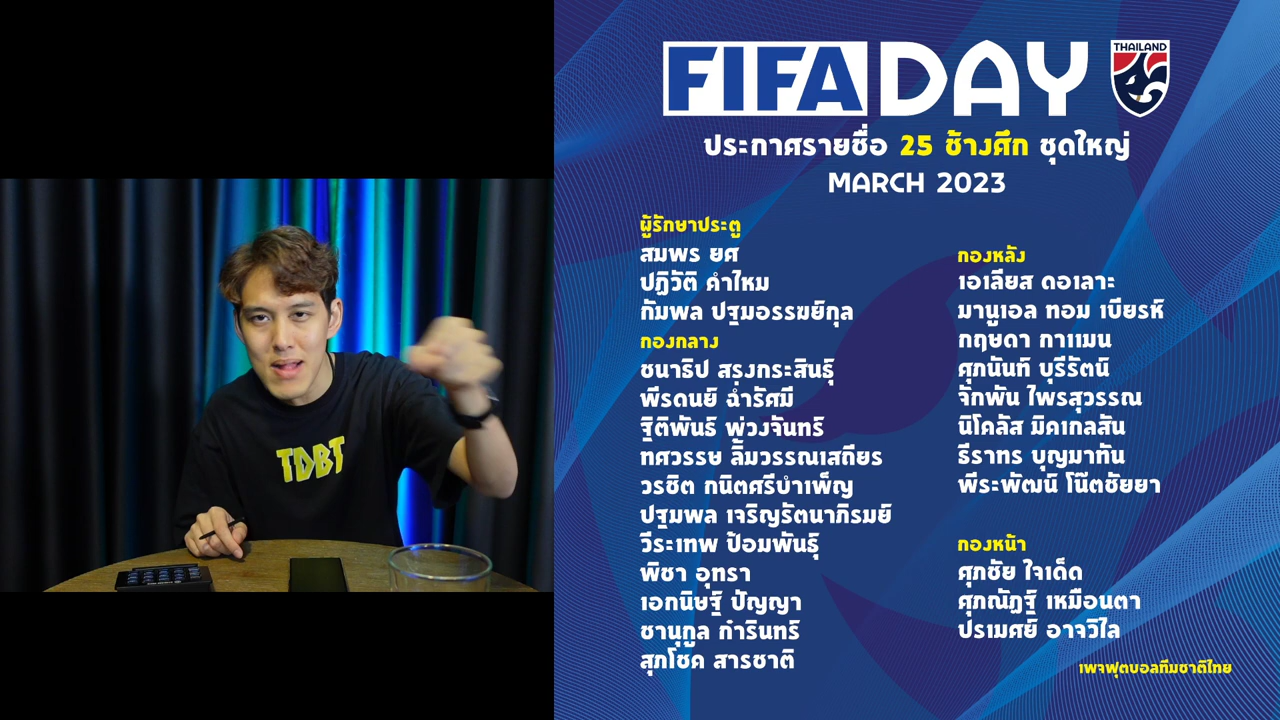 TDBT
FIFA DAY
THAILAND
ประกาศรายชื่อ 25 ช้างศึก ชุดใหญ่
MARCH 2023
ผู้รักษาประตู
สมพร ยศ
ปฏิวัติ คำไหม
กัมพล ปฐมอรรฆย์กุล
กองกลาง
ชนาธิป สรงกระสินธุ์
พีรดนย์ ฉ่ำรัศมี
ฐิติพันธ์ พ่วงจันทร์
ทศวรรษ ลิ้มวรรณเสถียร
วรชิต กนิตศรีบำเพ็ญ
ปฐมพล เจริญรัตนาภิรมย์
วีระเทพ ป้อมพันธุ์
พิชา อุทรา
เอกนิษฐ์ ปัญญา
ชานุกูล ก๋ารินทร์
สุภโชค สารชาติ
กองหลัง
เอเลียส ดอเลาะ
มานูเอล ทอม เบียรห์
กฤษดา กาแมน
ศุภนันท์ บุรีรัตน์
จักพัน ไพรสุวรรณ
นิโคลัส มิคเกลสัน
ธีราทร บุญมาทัน
พีระพัฒน์ โน๊ตชัยยา
กองหน้า
ศุภชัย ใจเด็ด
ศุภณัฏฐ์ เหมือนตา
ปรเมศย์ อาจวิไล
เพจฟุตบอลทีมชาติไทย